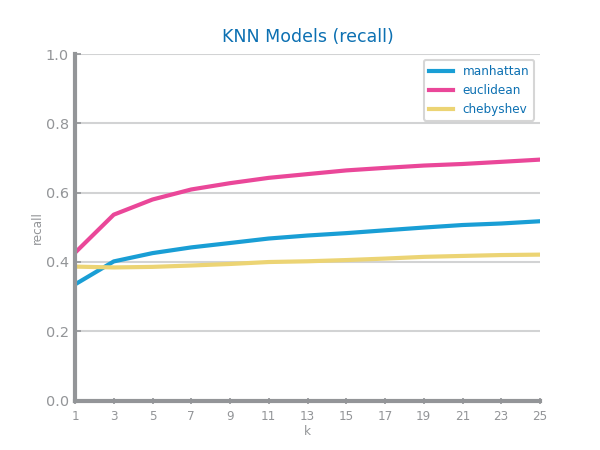 KNN Models (recall)
1.0
0.8
0.6
0.4
0.2
0.0
recall
manhattan
euclidean
chebyshev
1 3 5 7 9 11 13 15 17 19 21 23 25
k